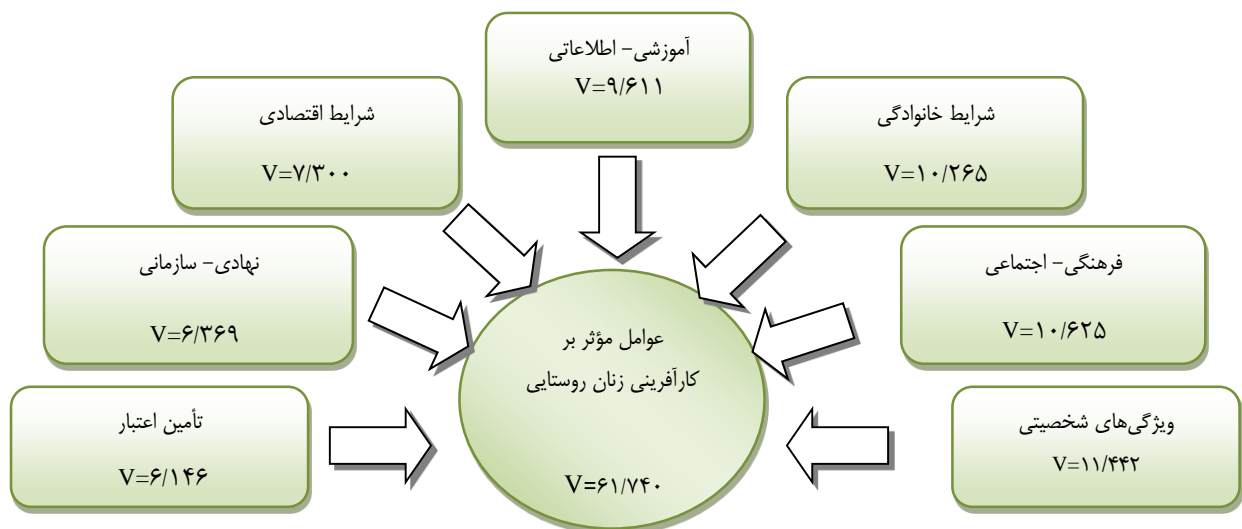 آموزشی- اطلاعاتی
V=۹/۶۱۱
شرایط خانوادگی
V=۱۰/۲۶۵
شرایط اقتصادی
V=۷/۳۰۰
فرهنگی- اجتماعی
V=۱۰/۶۲۵
نهادی- سازمانی
V=۶/۳۶۹
ویژگی‌های شخصیتی
V=۱۱/۴۴۲
تأمین اعتبار
V=۶/۱۴۶
عوامل مؤثر بر
کارآفرینی زنان روستایی
V=۶۱/۷۴۰